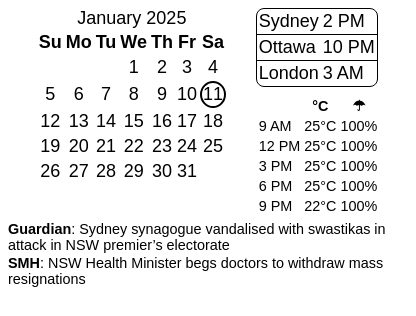 January 2025
Su Mo Tu We Th Fr Sa
1 2 3 4
5 6 7 8 9 10 11
12 13 14 15 16 17 18
19 20 21 22 23 24 25
26 27 28 29 30 31
Sydney 2 PM
Ottawa 10 PM
London 3 AM
°C ☂
9 AM 25°C 100%
12 PM 25°C 100%
3 PM 25°C 100%
6 PM 25°C 100%
9 PM 22°C 100%
Guardian: Sydney synagogue vandalised with swastikas in
attack in NSW premier’s electorate
SMH: NSW Health Minister begs doctors to withdraw mass
resignations